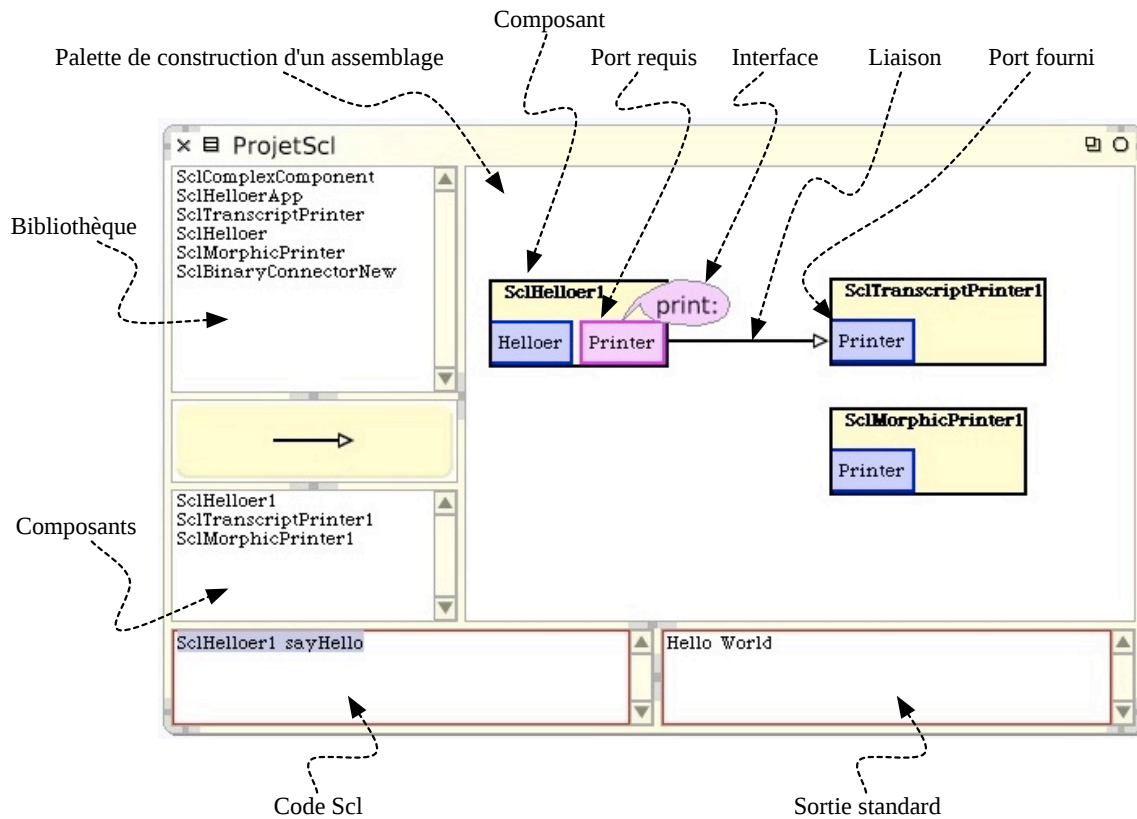 Composant
Palette de construction d'un assemblage
Port requis
Interface
Liaison
Port fourni
ProjetScl
Bibliothèque
SclComplexComponent
SclHelloerApp
SclTranscriptPrinter
SclHelloer
SclMorphicPrinter
SclBinaryConnectorNew
SclHelloer1
print:
Helloer
Printer
SclTranscriptPrinter1
Printer
SclMorphicPrinter1
Printer
Composants
SclHelloer1
SclTranscriptPrinter1
SclMorphicPrinter1
SclHelloer1 sayHello
Hello World
Code Scl
Sortie standard